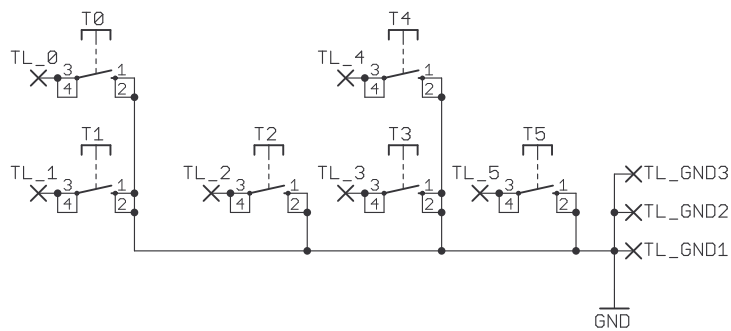 T0 T4
TL_0 3 1 TL_4 3 1
4 2 4 2
T1 T2 T3 T5
TL_1 3 1 TL_2 3 1 TL_3 3 1 TL_5 3 1 TL_GND3
4 2 4 2 4 2 4 2 TL_GND2
TL_GND1
GND